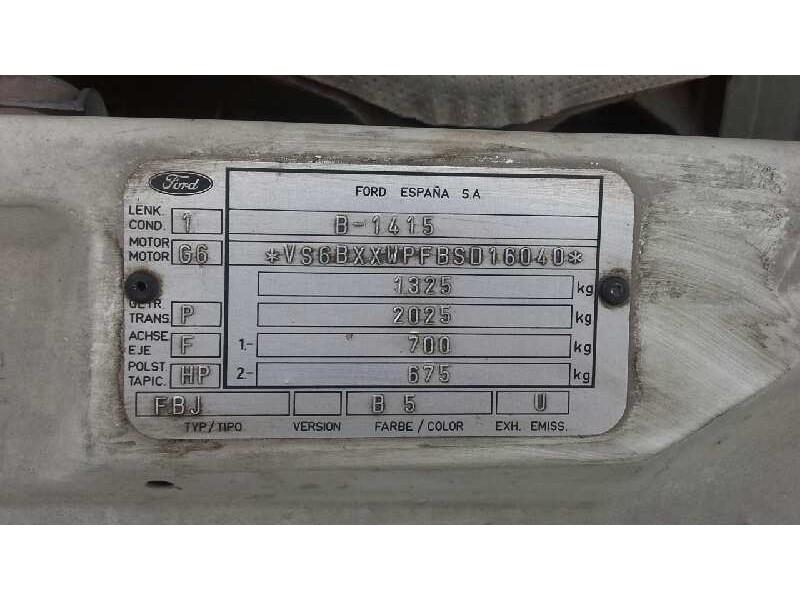 Ford FORD ESPAÑA S.A
LENK. COND. 1 B-1415
MOTOR MOTOR G6 *VS6BXXWPFBSD16040*
1325 kg
GETR. TRANS. P 2025 kg
ACHSE EJE F 1.- 700 kg
POLST. TAPIC. HP 2.- 675 kg
FBJ B 5 U
TYP/TIPO VERSION FARBE/COLOR EXH. EMISS.